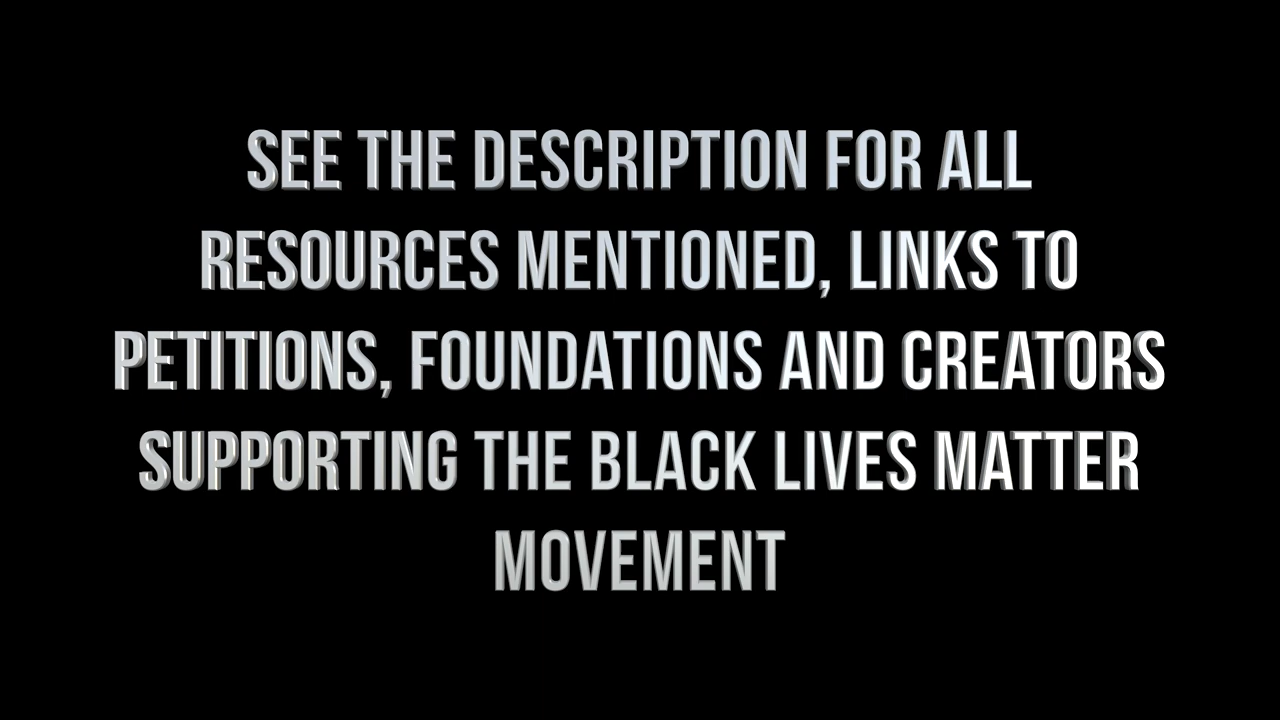 SEE THE DESCRIPTION FOR ALL
RESOURCES MENTIONED, LINKS TO
PETITIONS, FOUNDATIONS AND CREATORS
SUPPORTING THE BLACK LIVES MATTER
MOVEMENT